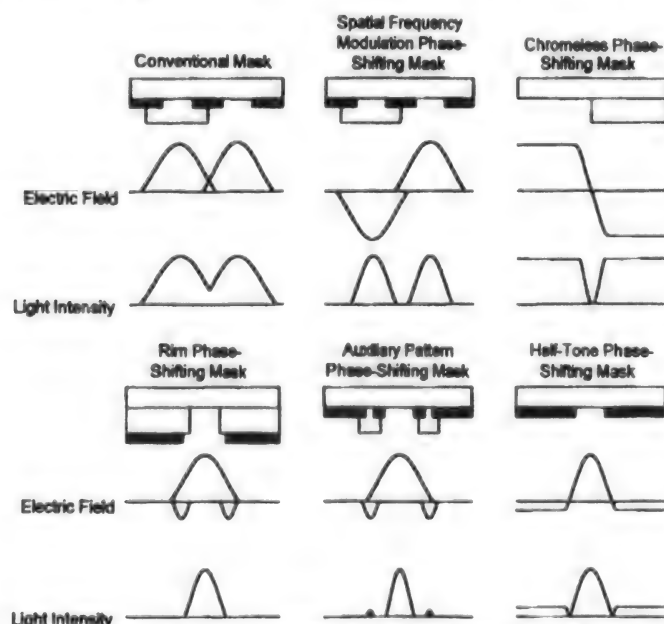 Spatial Frequency
Modulation Phase-
Shifting Mask
Conventional Mask
Chromeless Phase-
Shifting Mask
Electric Field
Light Intensity
Rim Phase-
Shifting Mask
Auxiliary Pattern
Phase-Shifting Mask
Half-Tone Phase-
Shifting Mask
Electric Field
Light Intensity